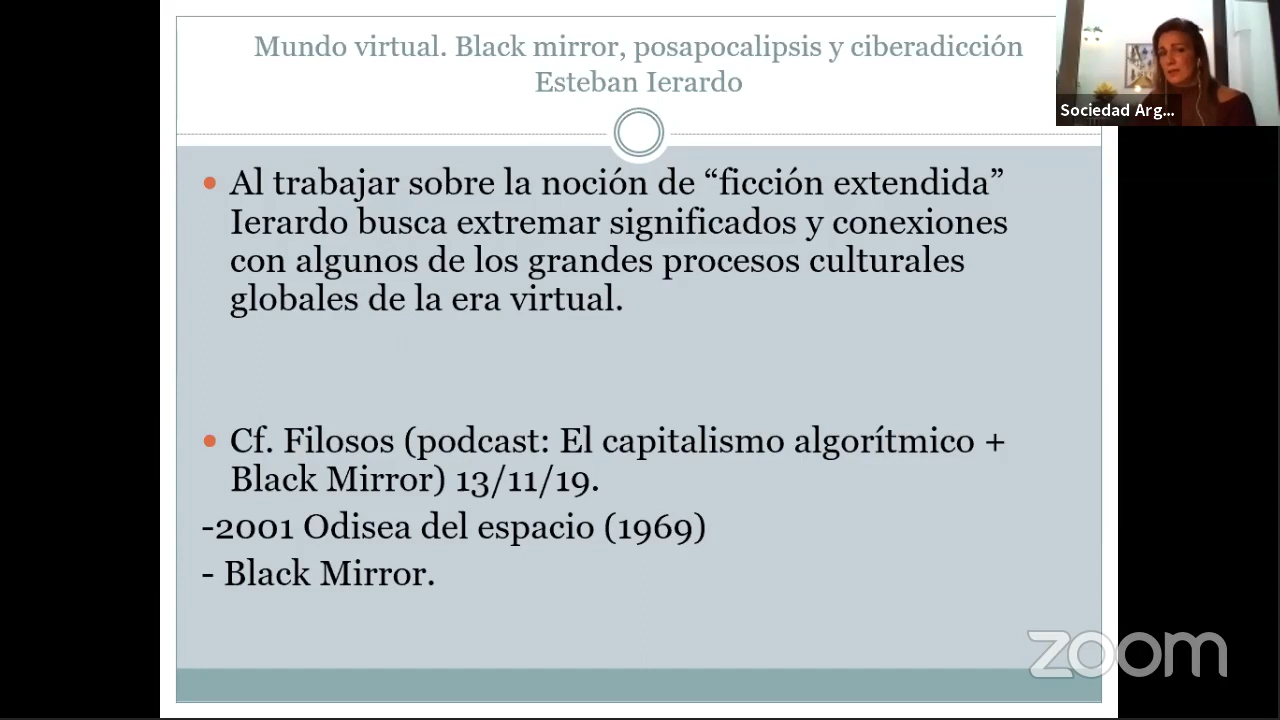 Mundo virtual. Black mirror, posapocalipsis y ciberadicción
Esteban Ierardo
Sociedad Arg...
• Al trabajar sobre la noción de “ficción extendida”
Ierardo busca extremar significados y conexiones
con algunos de los grandes procesos culturales
globales de la era virtual.
• Cf. Filosos (podcast: El capitalismo algorítmico +
Black Mirror) 13/11/19.
-2001 Odisea del espacio (1969)
- Black Mirror.
zoom